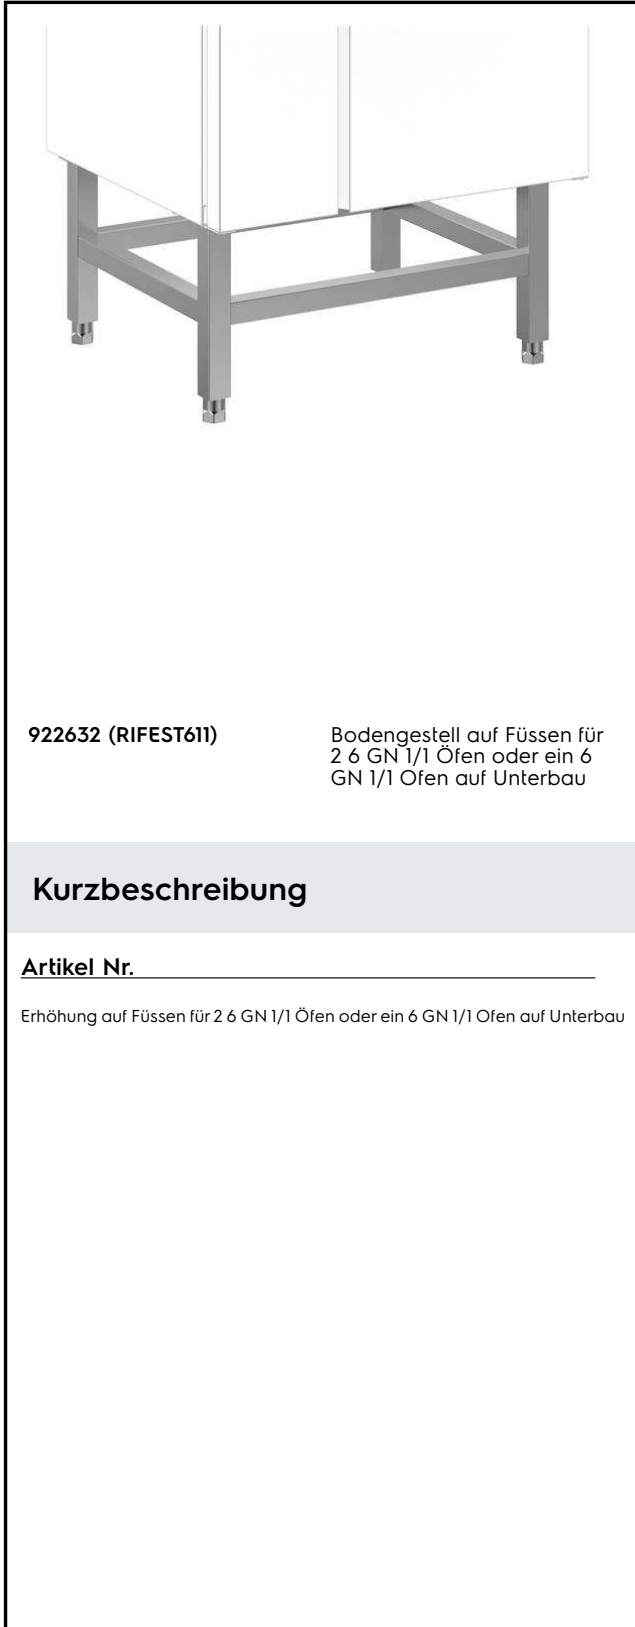 922632 (RIFEST611)
Bodengestell auf Füssen für
2 6 GN 1/1 Öfen oder ein 6
GN 1/1 Ofen auf Unterbau
Kurzbeschreibung
Artikel Nr.
Erhöhung auf Füssen für 2 6 GN 1/1 Öfen oder ein 6 GN 1/1 Ofen auf Unterbau